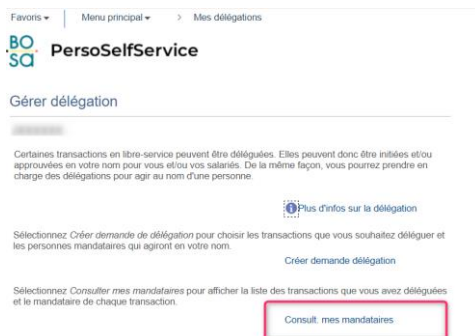 Favoris
Menu principal
>
Mes délégations
BO
SA
PersoSelfService
Gérer délégation
Certaines transactions en libre-service peuvent être déléguées. Elles peuvent donc être initiées et/ou
approuvées en votre nom pour vous et/ou vos salariés. De la même façon, vous pourrez prendre en
charge des délégations pour agir au nom d'une personne.
Plus d'infos sur la délégation
Sélectionnez Créer demande de délégation pour choisir les transactions que vous souhaitez déléguer et
les personnes mandataires qui agiront en votre nom.
Créer demande délégation
Sélectionnez Consulter mes mandataires pour afficher la liste des transactions que vous avez déléguées
et le mandataire de chaque transaction.
Consult. mes mandataires